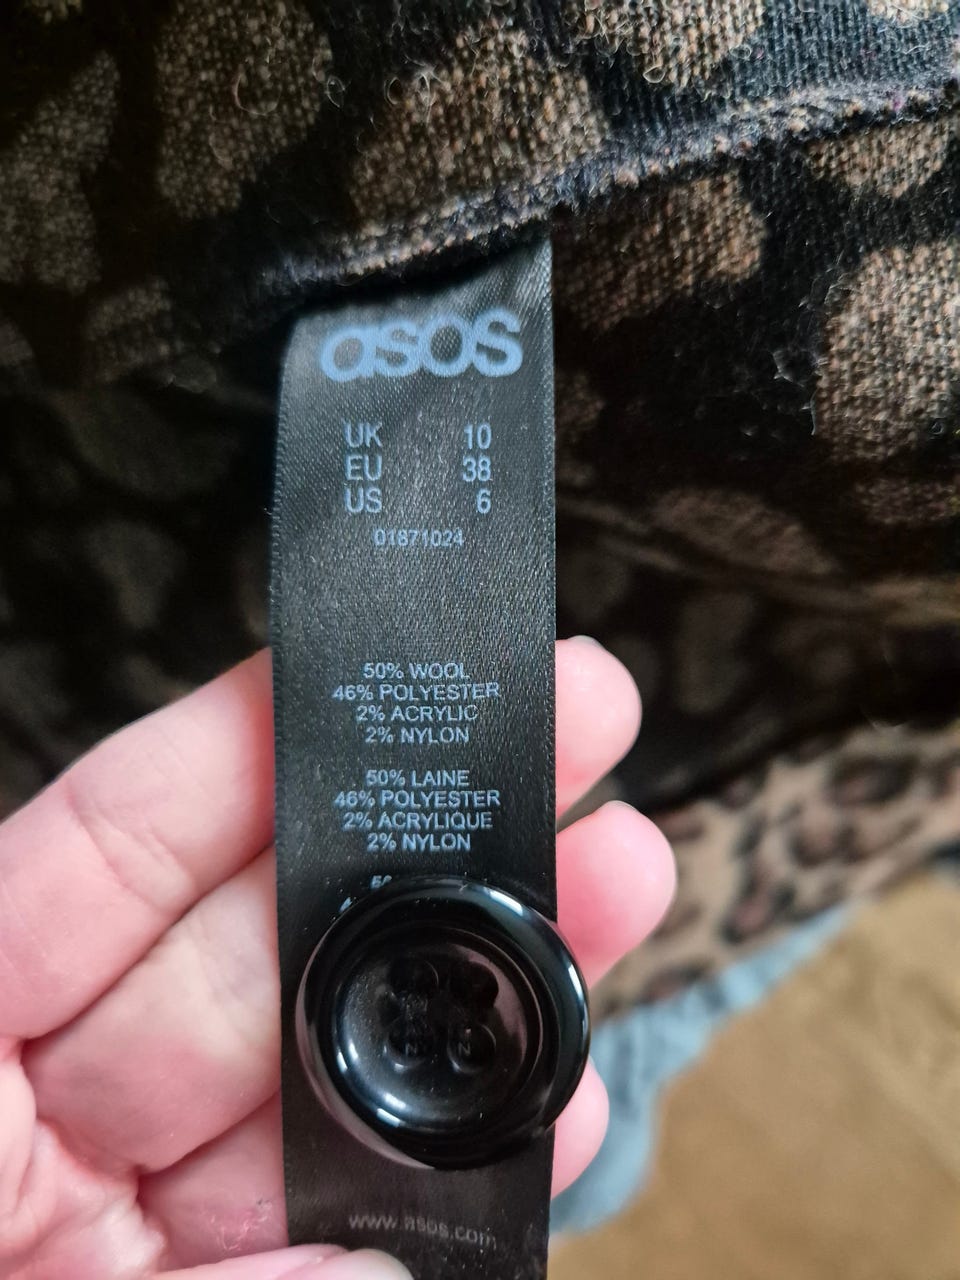 asos
UK 10
EU 38
US 6
01871024
50% WOOL
46% POLYESTER
2% ACRYLIC
2% NYLON
50% LAINE
46% POLYESTER
2% ACRYLIQUE
2% NYLON
www.asos.com